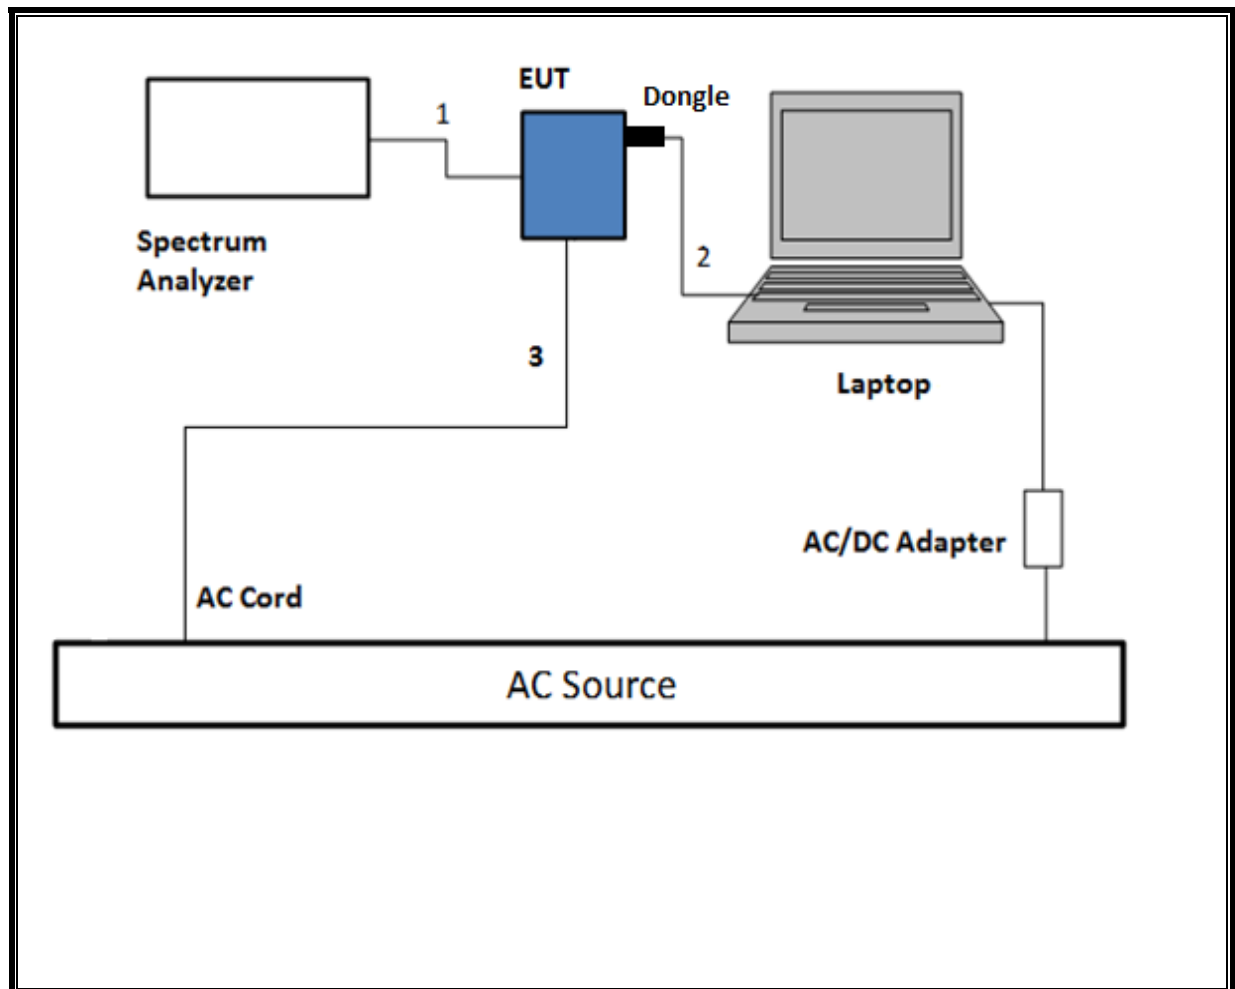 EUT
Dongle
1
Spectrum
Analyzer
2
3
Laptop
AC/DC Adapter
AC Cord
AC Source